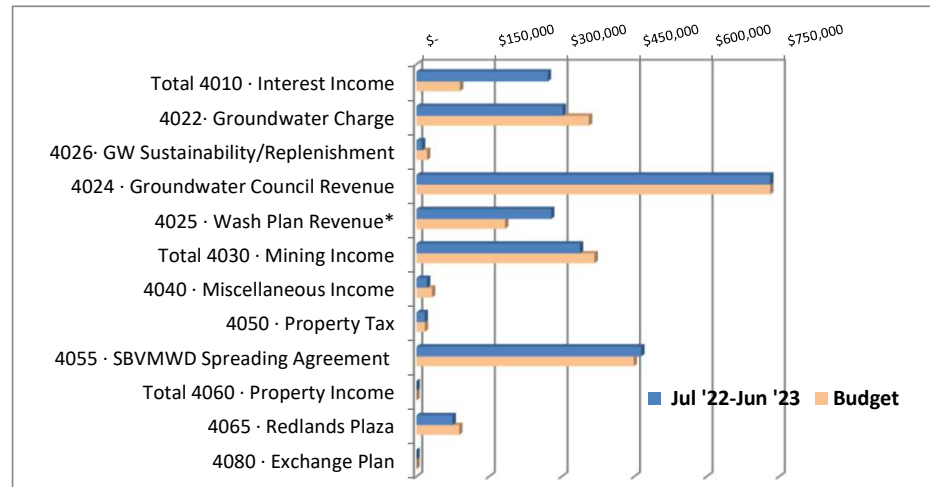 $- $150,000 $300,000 $450,000 $600,000 $750,000
Total 4010 · Interest Income
4022· Groundwater Charge
4026· GW Sustainability/Replenishment
4024 · Groundwater Council Revenue
4025 · Wash Plan Revenue*
Total 4030 · Mining Income
4040 · Miscellaneous Income
4050 · Property Tax
4055 · SBVMWD Spreading Agreement
Total 4060 · Property Income
Jul '22-Jun '23 Budget
4065 · Redlands Plaza
4080 · Exchange Plan